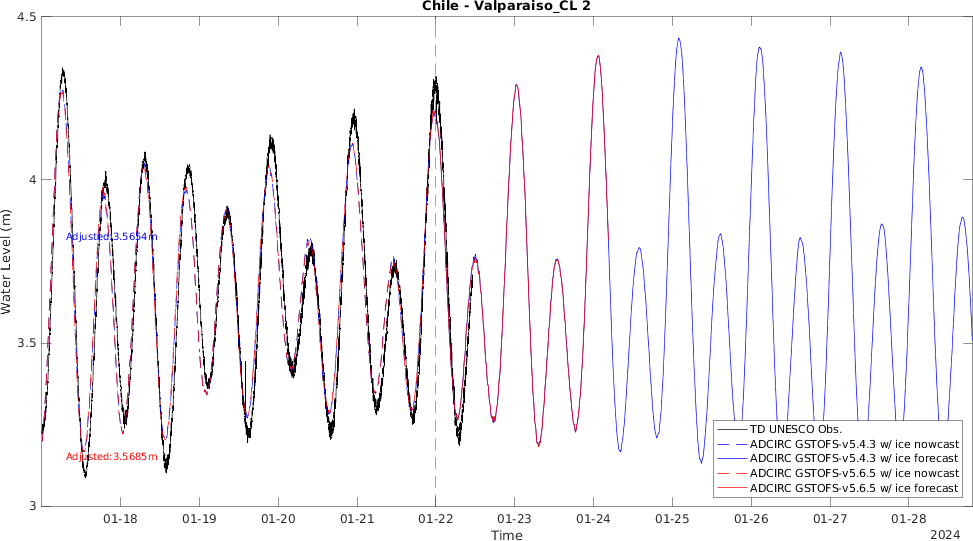 Chile - Valparaiso_CL 2
4.5
4
3.5
3
Water Level (m)
Adjusted:3.5654m
Adjusted:3.5685m
TD UNESCO Obs.
ADCIRC GSTOFS-v5.4.3 w/ ice nowcast
ADCIRC GSTOFS-v5.4.3 w/ ice forecast
ADCIRC GSTOFS-v5.6.5 w/ ice nowcast
ADCIRC GSTOFS-v5.6.5 w/ ice forecast
01-18 01-19 01-20 01-21 01-22 01-23 01-24 01-25 01-26 01-27 01-28
Time
2024